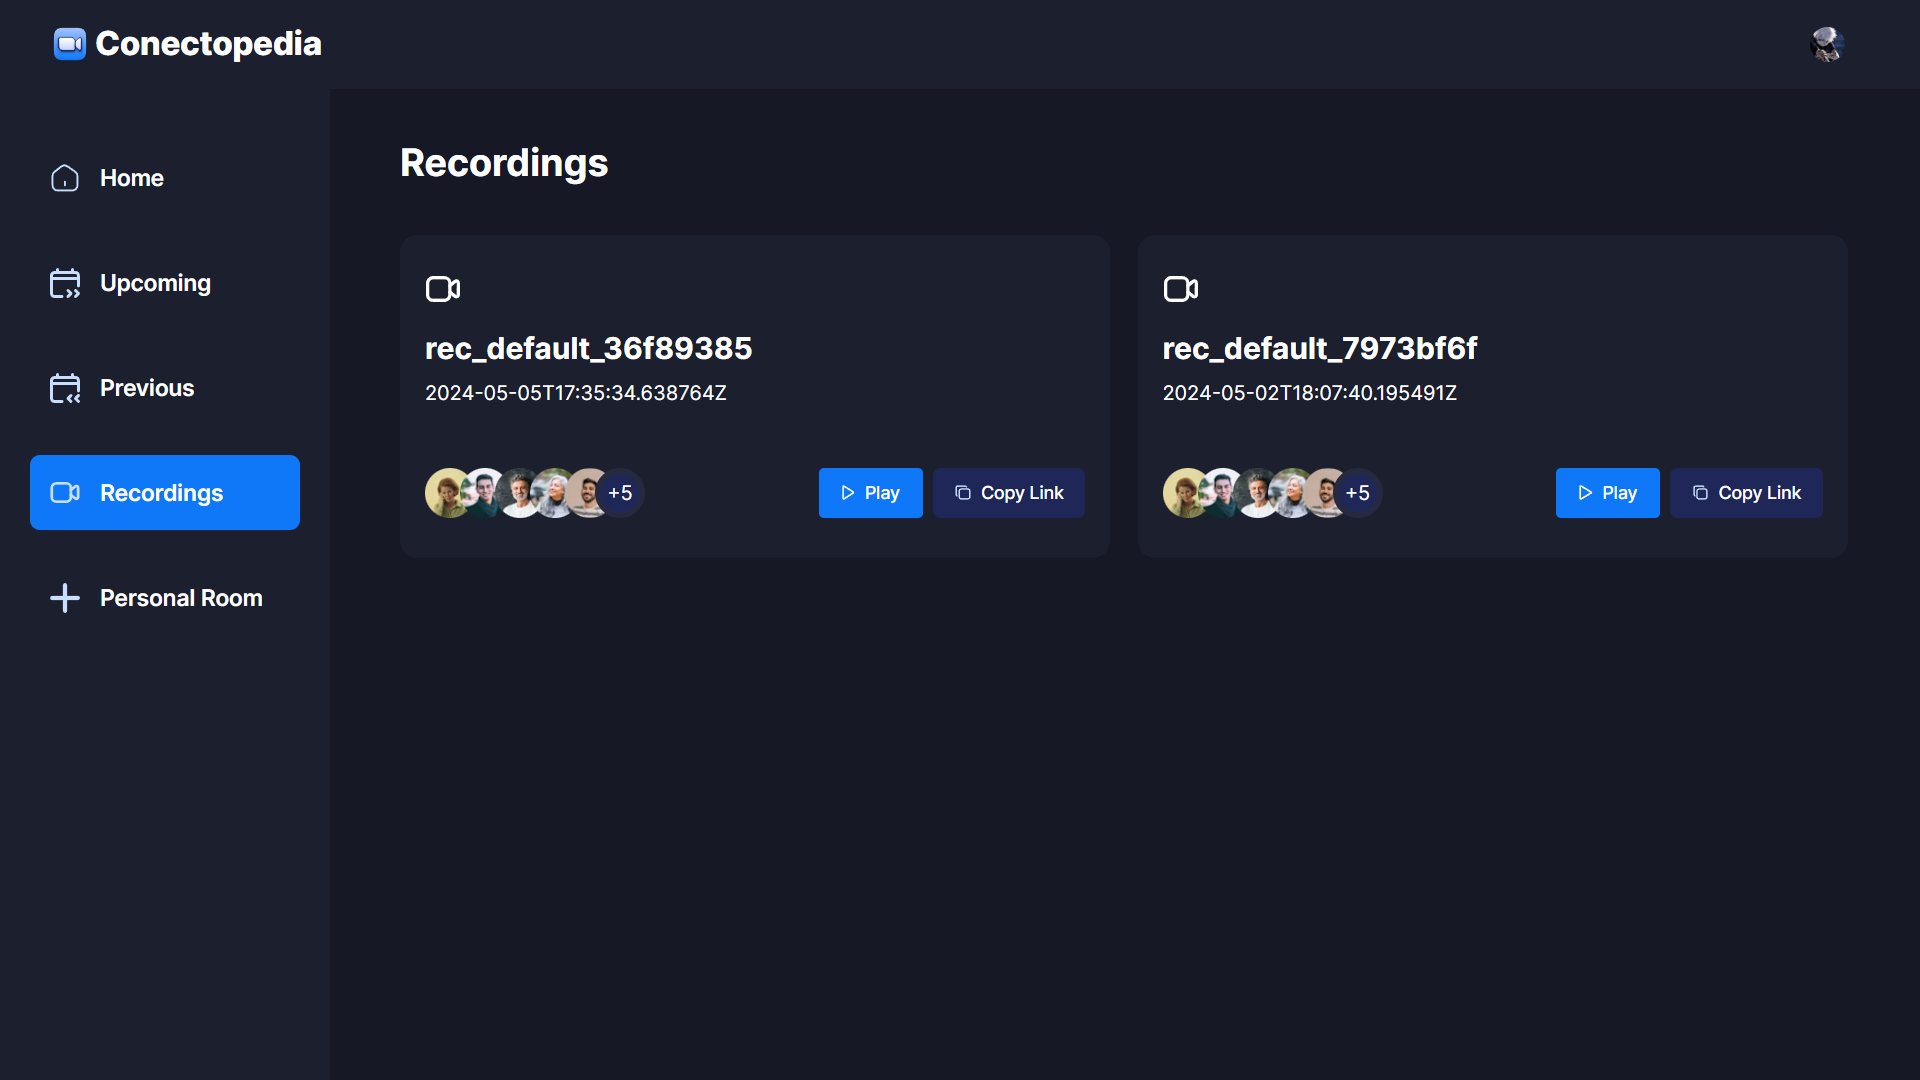 Conectopedia
Home
Upcoming
Previous
Recordings
Personal Room
Recordings
rec_default_36f89385
2024-05-05T17:35:34.638764Z
+5
Play
Copy Link
rec_default_7973bf6f
2024-05-02T18:07:40.195491Z
+5
Play
Copy Link